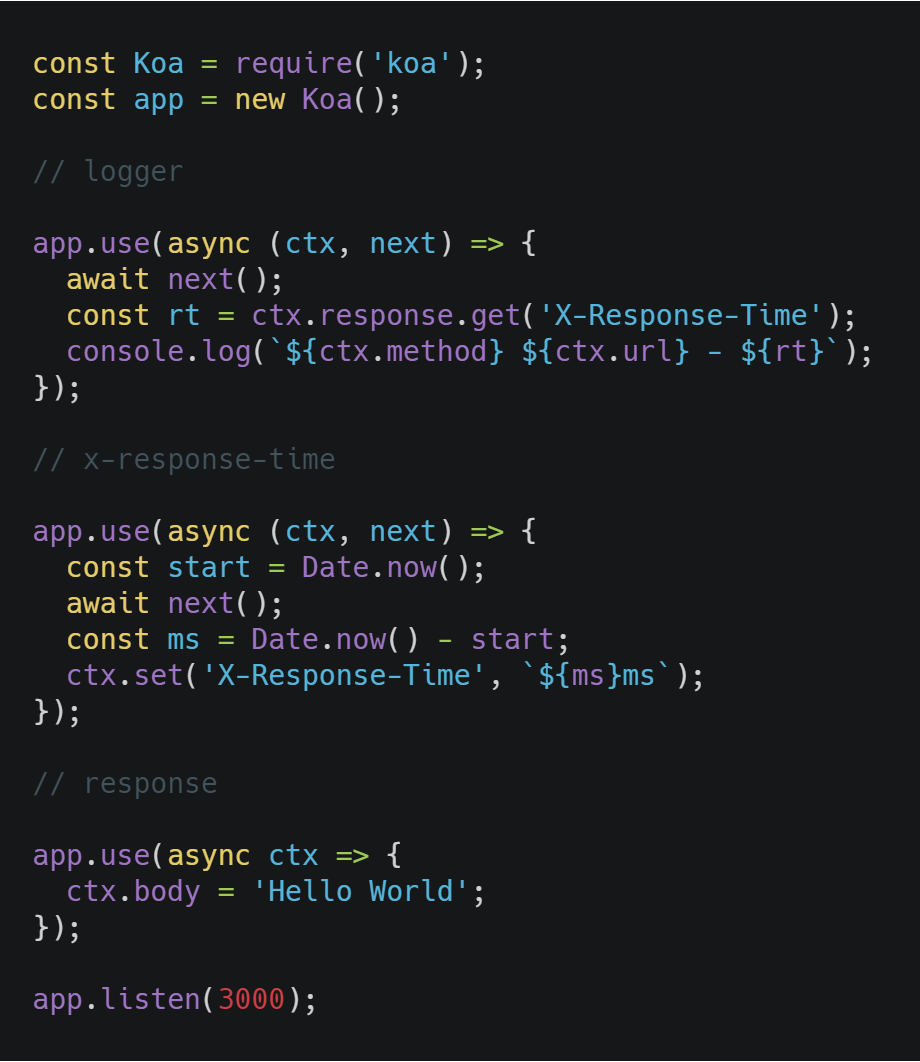 const Koa = require('koa');
const app = new Koa();

// logger

app.use(async (ctx, next) => {
  await next();
  const rt = ctx.response.get('X-Response-Time');
  console.log(`${ctx.method} ${ctx.url} - ${rt}`);
});

// x-response-time

app.use(async (ctx, next) => {
  const start = Date.now();
  await next();
  const ms = Date.now() - start;
  ctx.set('X-Response-Time', `${ms}ms`);
});

// response

app.use(async ctx => {
  ctx.body = 'Hello World';
});

app.listen(3000);